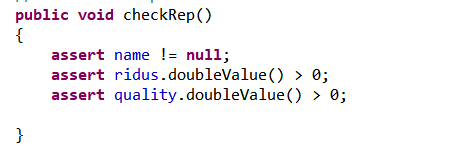 public void checkRep()
{
assert name != null;
assert ridus.doubleValue() > 0;
assert quality.doubleValue() > 0;
}